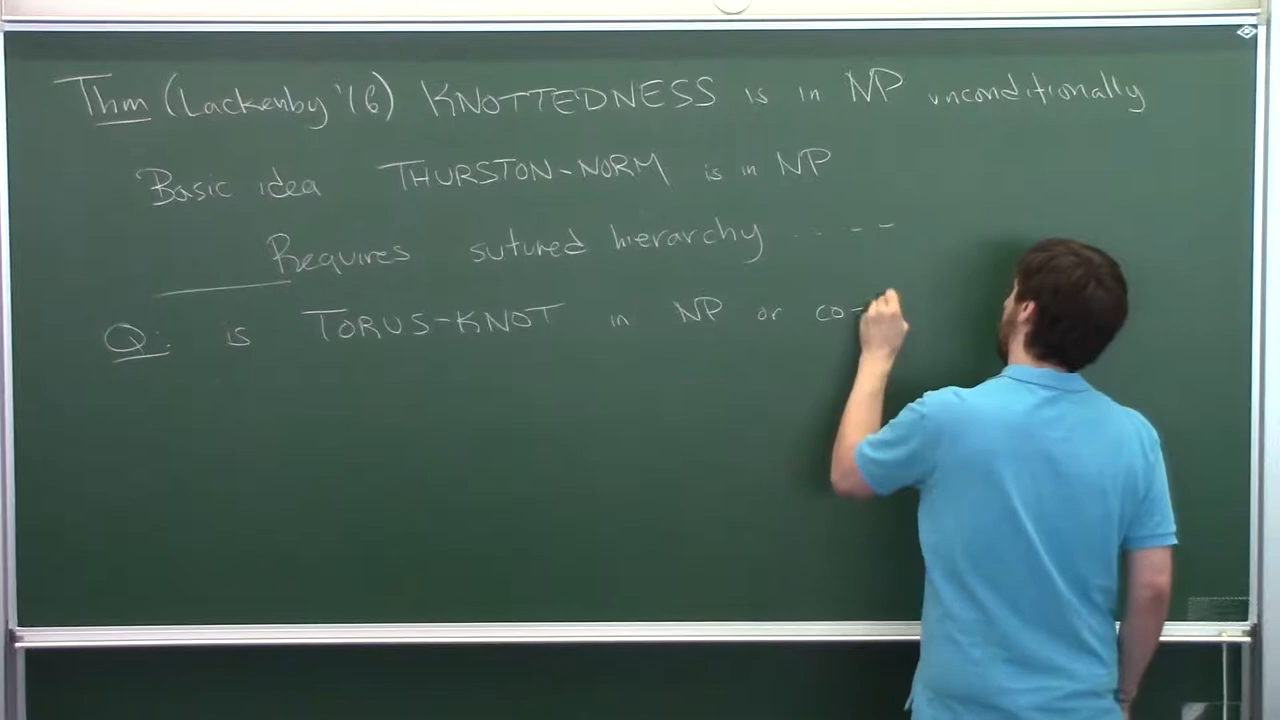 Thm (Lackenby '16) KNOTTEDNESS is in NP unconditionally
Basic idea THURSTON-NORM is in NP
Requires sutured hierarchy . . - -
Q: is TORUS-KNOT in NP or co-